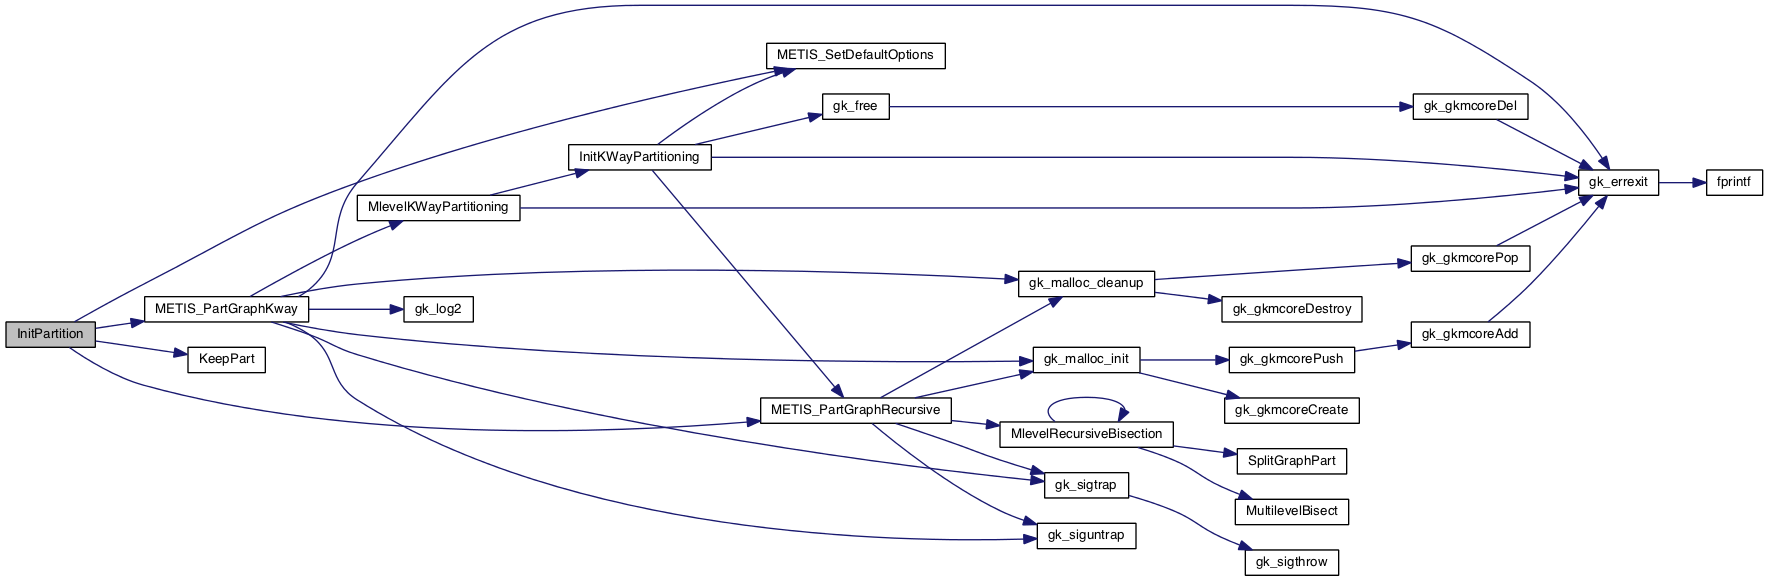 METIS_SetDefaultOptions
gk_free
gk_gkmcoreDel
InitKWayPartitioning
gk_errexit
fprintf
MlevelKWayPartitioning
gk_gkmcorePop
gk_malloc_cleanup
METIS_PartGraphKway
gk_log2
gk_gkmcoreDestroy
InitPartition
gk_gkmcoreAdd
KeepPart
gk_malloc_init
gk_gkmcorePush
METIS_PartGraphRecursive
gk_gkmcoreCreate
MlevelRecursiveBisection
SplitGraphPart
gk_sigtrap
MultilevelBisect
gk_siguntrap
gk_sigthrow